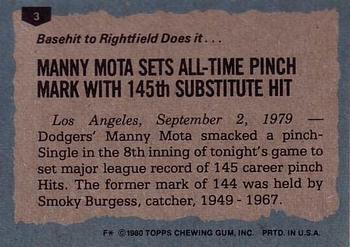 3
Basehit to Rightfield Does it...
MANNY MOTA SETS ALL-TIME PINCH
MARK WITH 145th SUBSTITUTE HIT
Los Angeles, September 2, 1979 —
Dodgers' Manny Mota smacked a pinch-
Single in the 8th inning of tonight's game to
set major league record of 145 career pinch
Hits. The former mark of 144 was held by
Smoky Burgess, catcher, 1949 - 1967.
F* ©1980 TOPPS CHEWING GUM, INC. PRTD. IN U.S.A.